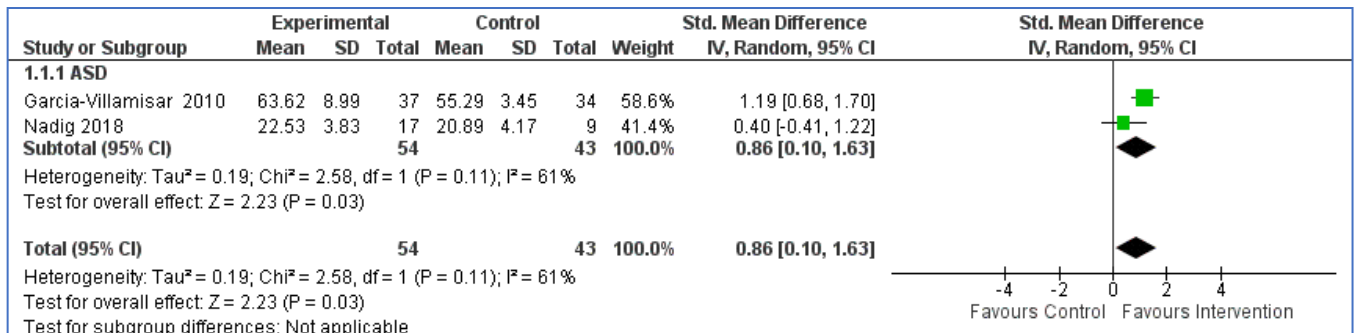 Experimental Control Std. Mean Difference Std. Mean Difference
Study or Subgroup Mean SD Total Mean SD Total Weight IV, Random, 95% CI IV, Random, 95% CI
1.1.1 ASD
Garcia-Villamisar 2010 63.62 8.99 37 55.29 3.45 34 58.6% 1.19 [0.68, 1.70]
Nadig 2018 22.53 3.83 17 20.89 4.17 9 41.4% 0.40 [-0.41, 1.22]
Subtotal (95% CI) 54 43 100.0% 0.86 [0.10, 1.63]
Heterogeneity: Tau² = 0.19; Chi² = 2.58, df = 1 (P = 0.11); I² = 61%
Test for overall effect: Z = 2.23 (P = 0.03)
Total (95% CI) 54 43 100.0% 0.86 [0.10, 1.63]
Heterogeneity: Tau² = 0.19; Chi² = 2.58, df = 1 (P = 0.11); I² = 61%
Test for overall effect: Z = 2.23 (P = 0.03)
Test for subgroup differences: Not applicable
-4 -2 0 2 4
Favours Control Favours Intervention